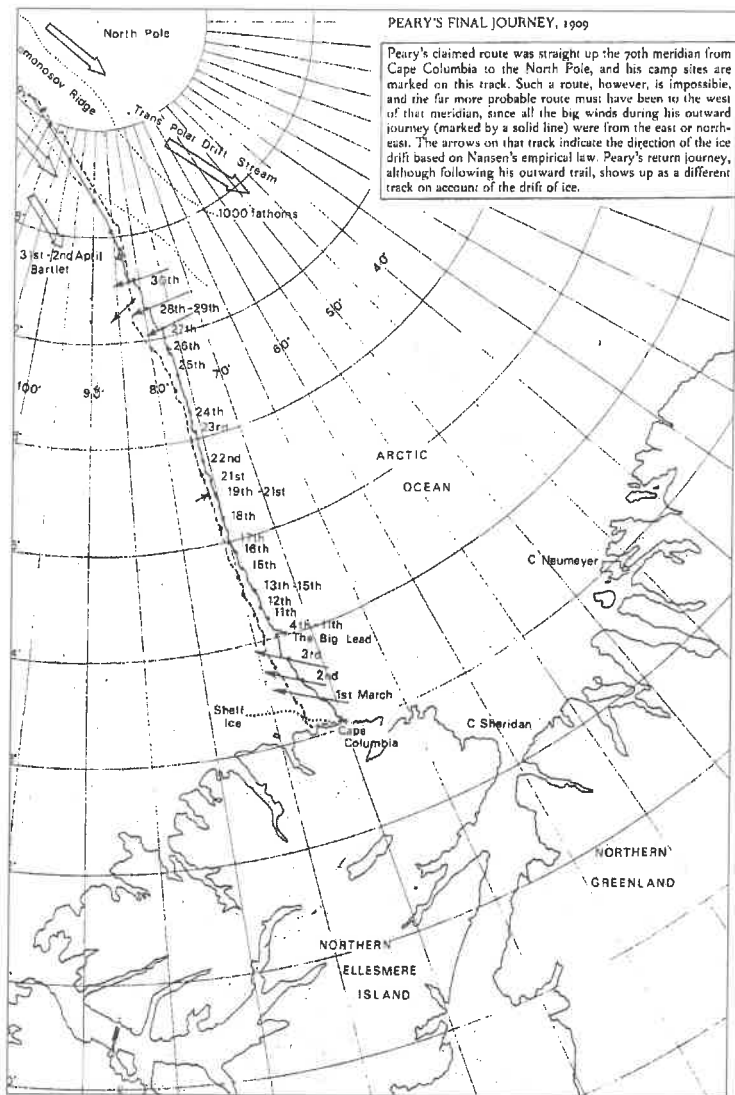 PEARY'S FINAL JOURNEY, 1909
Peary's claimed route was straight up the 70th meridian from
Cape Columbia to the North Pole, and his camp sites are
marked on this track. Such a route, however, is impossible,
and the far more probable route must have been to the west
of that meridian, since all the big winds during his outward
journey (marked by a solid line) were from the east or north-
east. The arrows on that track indicate the direction of the ice
drift based on Nansen's empirical law. Peary's return journey,
although following his outward trail, shows up as a different
track on account of the drift of ice.
North Pole
omonosov Ridge
Trans Polar Drift Stream
1000 fathoms
31st-2nd April
Bartlet
30th
28th-29th
27th
26th
25th
40°
50°
60°
70°
80°
90°
100°
24th
23rd
22nd
21st
19th-21st
18th
17th
16th
15th
13th-15th
12th
11th
4th-11th
The Big Lead
3rd
2nd
1st March
ARCTIC
OCEAN
C Neumeyer
Shelf
Ice
Cape
Columbia
C Sheridan
NORTHERN
GREENLAND
NORTHERN
ELLESMERE
ISLAND